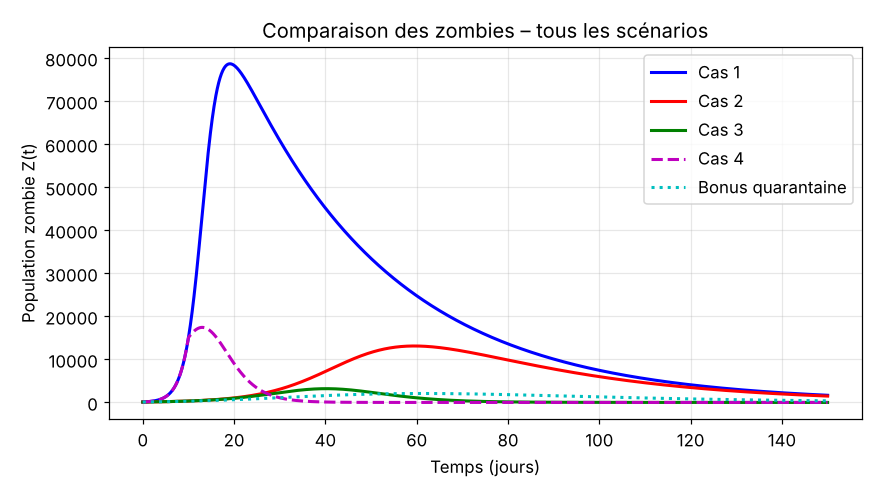 Comparaison des zombies – tous les scénarios
80000
70000
60000
50000
40000
30000
20000
10000
0
Population zombie Z(t)
Cas 1
Cas 2
Cas 3
Cas 4
Bonus quarantaine
0 20 40 60 80 100 120 140
Temps (jours)